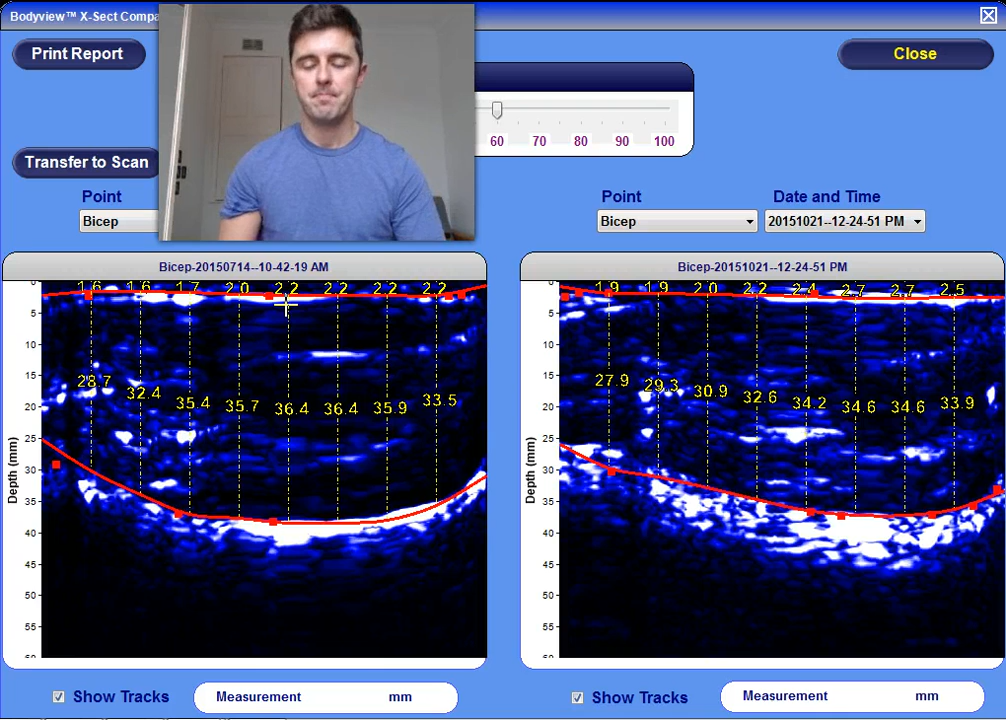 Bodyview™ X-Sect Compa
Print Report
Close
60 70 80 90 100
Transfer to Scan
Point
Bicep
Point
Bicep
Date and Time
20151021--12-24-51 PM
Bicep-20150714--10-42-19 AM
1.6 1.6 1.7 2.0 2.2 2.2 2.2 2.2
28.7 32.4 35.4 35.7 36.4 36.4 35.9 33.5
0
5
10
15
20
25
30
35
40
45
50
55
Depth (mm)
Bicep-20151021--12-24-51 PM
1.9 1.9 2.0 2.2 2.4 2.7 2.7 2.5
27.9 29.3 30.9 32.6 34.2 34.6 34.6 33.9
0
5
10
15
20
25
30
35
40
45
50
55
Depth (mm)
Show Tracks
Measurement mm
Show Tracks
Measurement mm